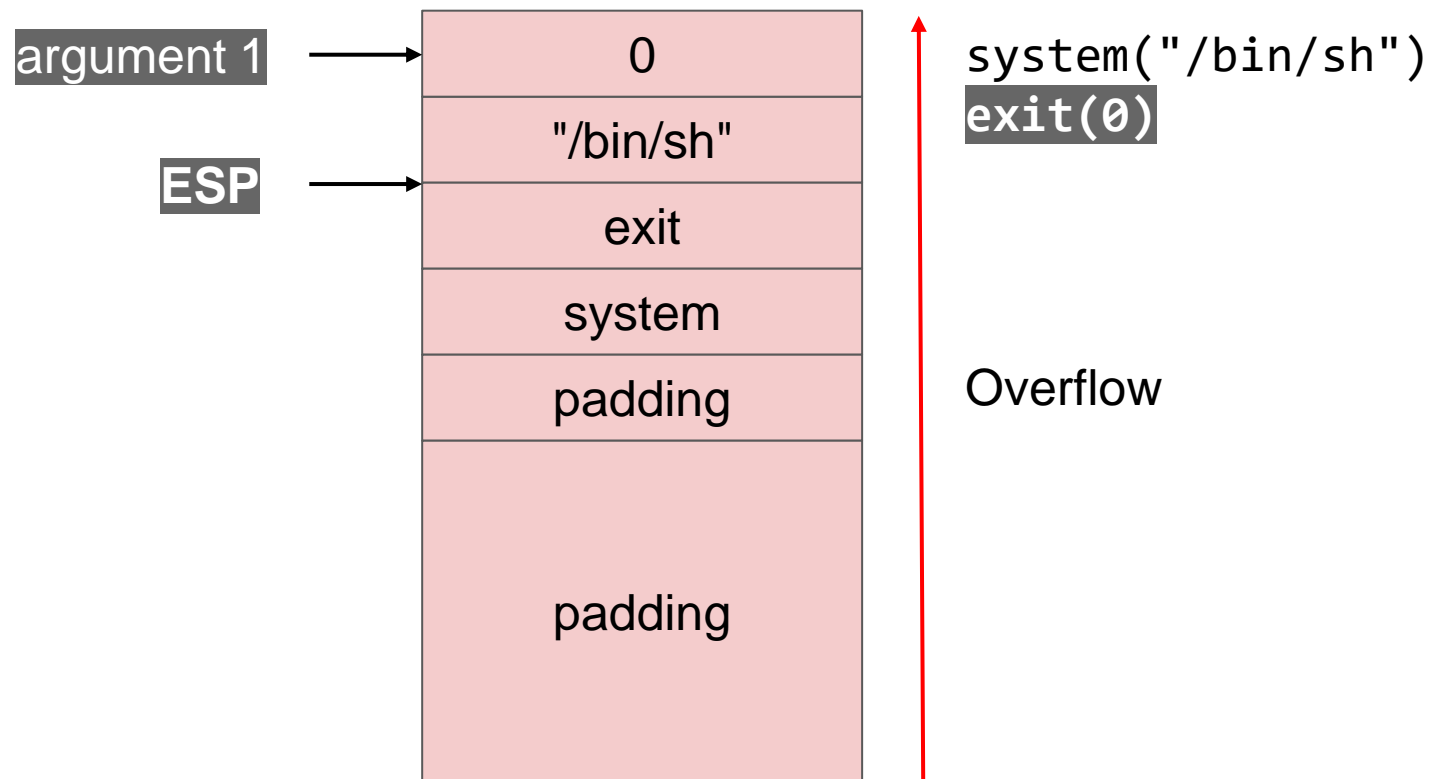 argument 1
0
system("/bin/sh")
exit(0)
"/bin/sh"
ESP
exit
system
padding
Overflow
padding